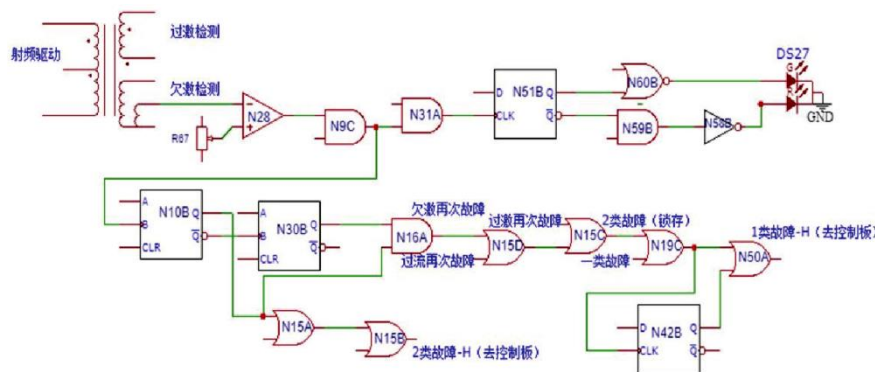 过激检测
射频驱动
欠激检测
R67
N28
N9C
N31A
D
N51B
Q
CLK
Q
N60B
N59B
N58B
DS27
G
R
GND
A
B
N10B
Q
Q
CLR
A
B
N30B
Q
Q
CLR
欠激再次故障
N16A
过流再次故障
过激再次故障
N15D
N15C
2类故障（锁存）
一类故障
N19C
1类故障-H（去控制板）
N50A
D
N42B
Q
CLK
Q
N15A
N15B
2类故障-H（去控制板）